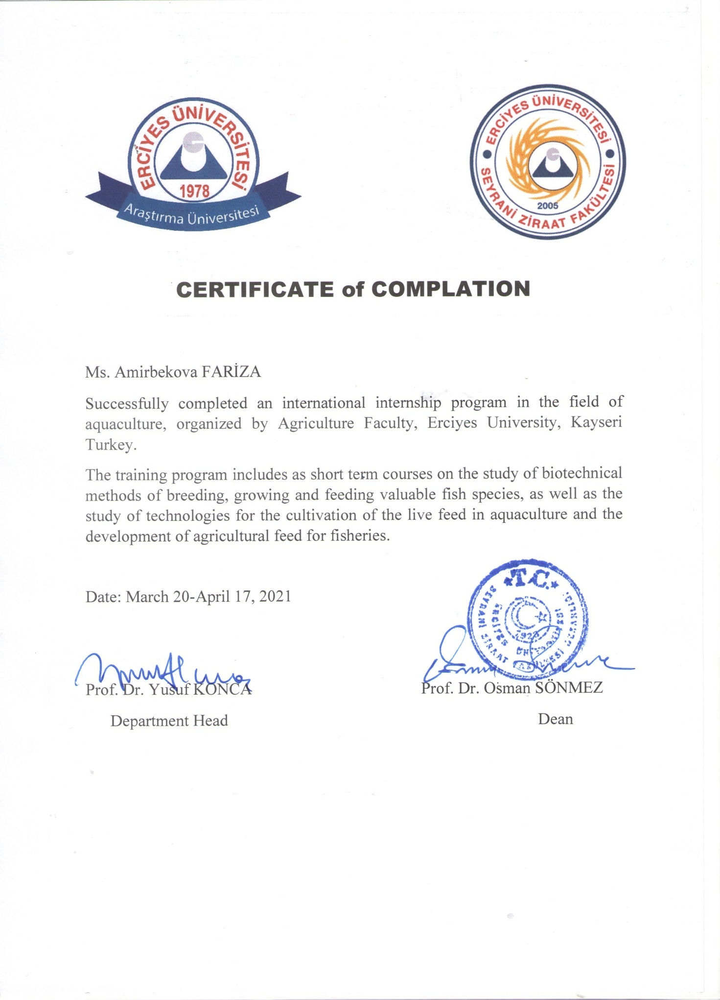 ERCİYES ÜNİVERSİTESİ
1978
Araştırma Üniversitesi
ERCİYES ÜNİVERSİTESİ
SEYRANİ ZİRAAT FAKÜLTESİ
2005
CERTIFICATE of COMPLATION
Ms. Amirbekova FARİZA
Successfully completed an international internship program in the field of
aquaculture, organized by Agriculture Faculty, Erciyes University, Kayseri
Turkey.
The training program includes as short term courses on the study of biotechnical
methods of breeding, growing and feeding valuable fish species, as well as the
study of technologies for the cultivation of the live feed in aquaculture and the
development of agricultural feed for fisheries.
Date: March 20-April 17, 2021
T.C.
SEYRANİ ZİRAAT FAKÜLTESİ
ERCİYES
Prof. Dr. Yusuf KONCA
Prof. Dr. Osman SÖNMEZ
Department Head
Dean